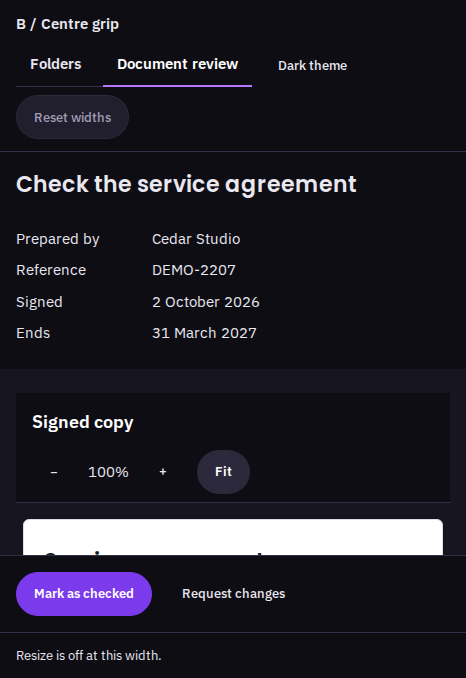 B / Centre grip
Folders Document review Dark theme
Reset widths
Check the service agreement
Prepared by Cedar Studio
Reference DEMO-2207
Signed 2 October 2026
Ends 31 March 2027
Signed copy
– 100% + Fit
Mark as checked Request changes
Resize is off at this width.